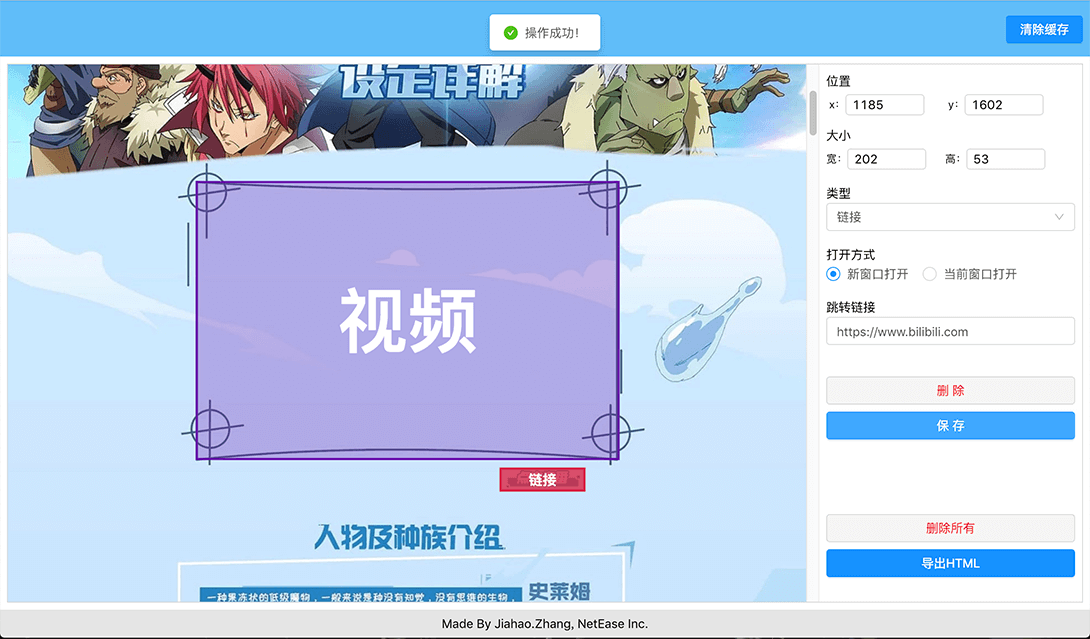 操作成功!
清除缓存
设定详解
位置
x: 1185 y: 1602
大小
宽: 202 高: 53
类型
链接
打开方式
新窗口打开 当前窗口打开
跳转链接
https://www.bilibili.com
删 除
保 存
删除所有
导出HTML
视频
链接
人物及种族介绍
一种果冻状的低级魔物，一般来说是种没有知觉，没有思维的生物，
史莱姆
Made By Jiahao.Zhang, NetEase Inc.